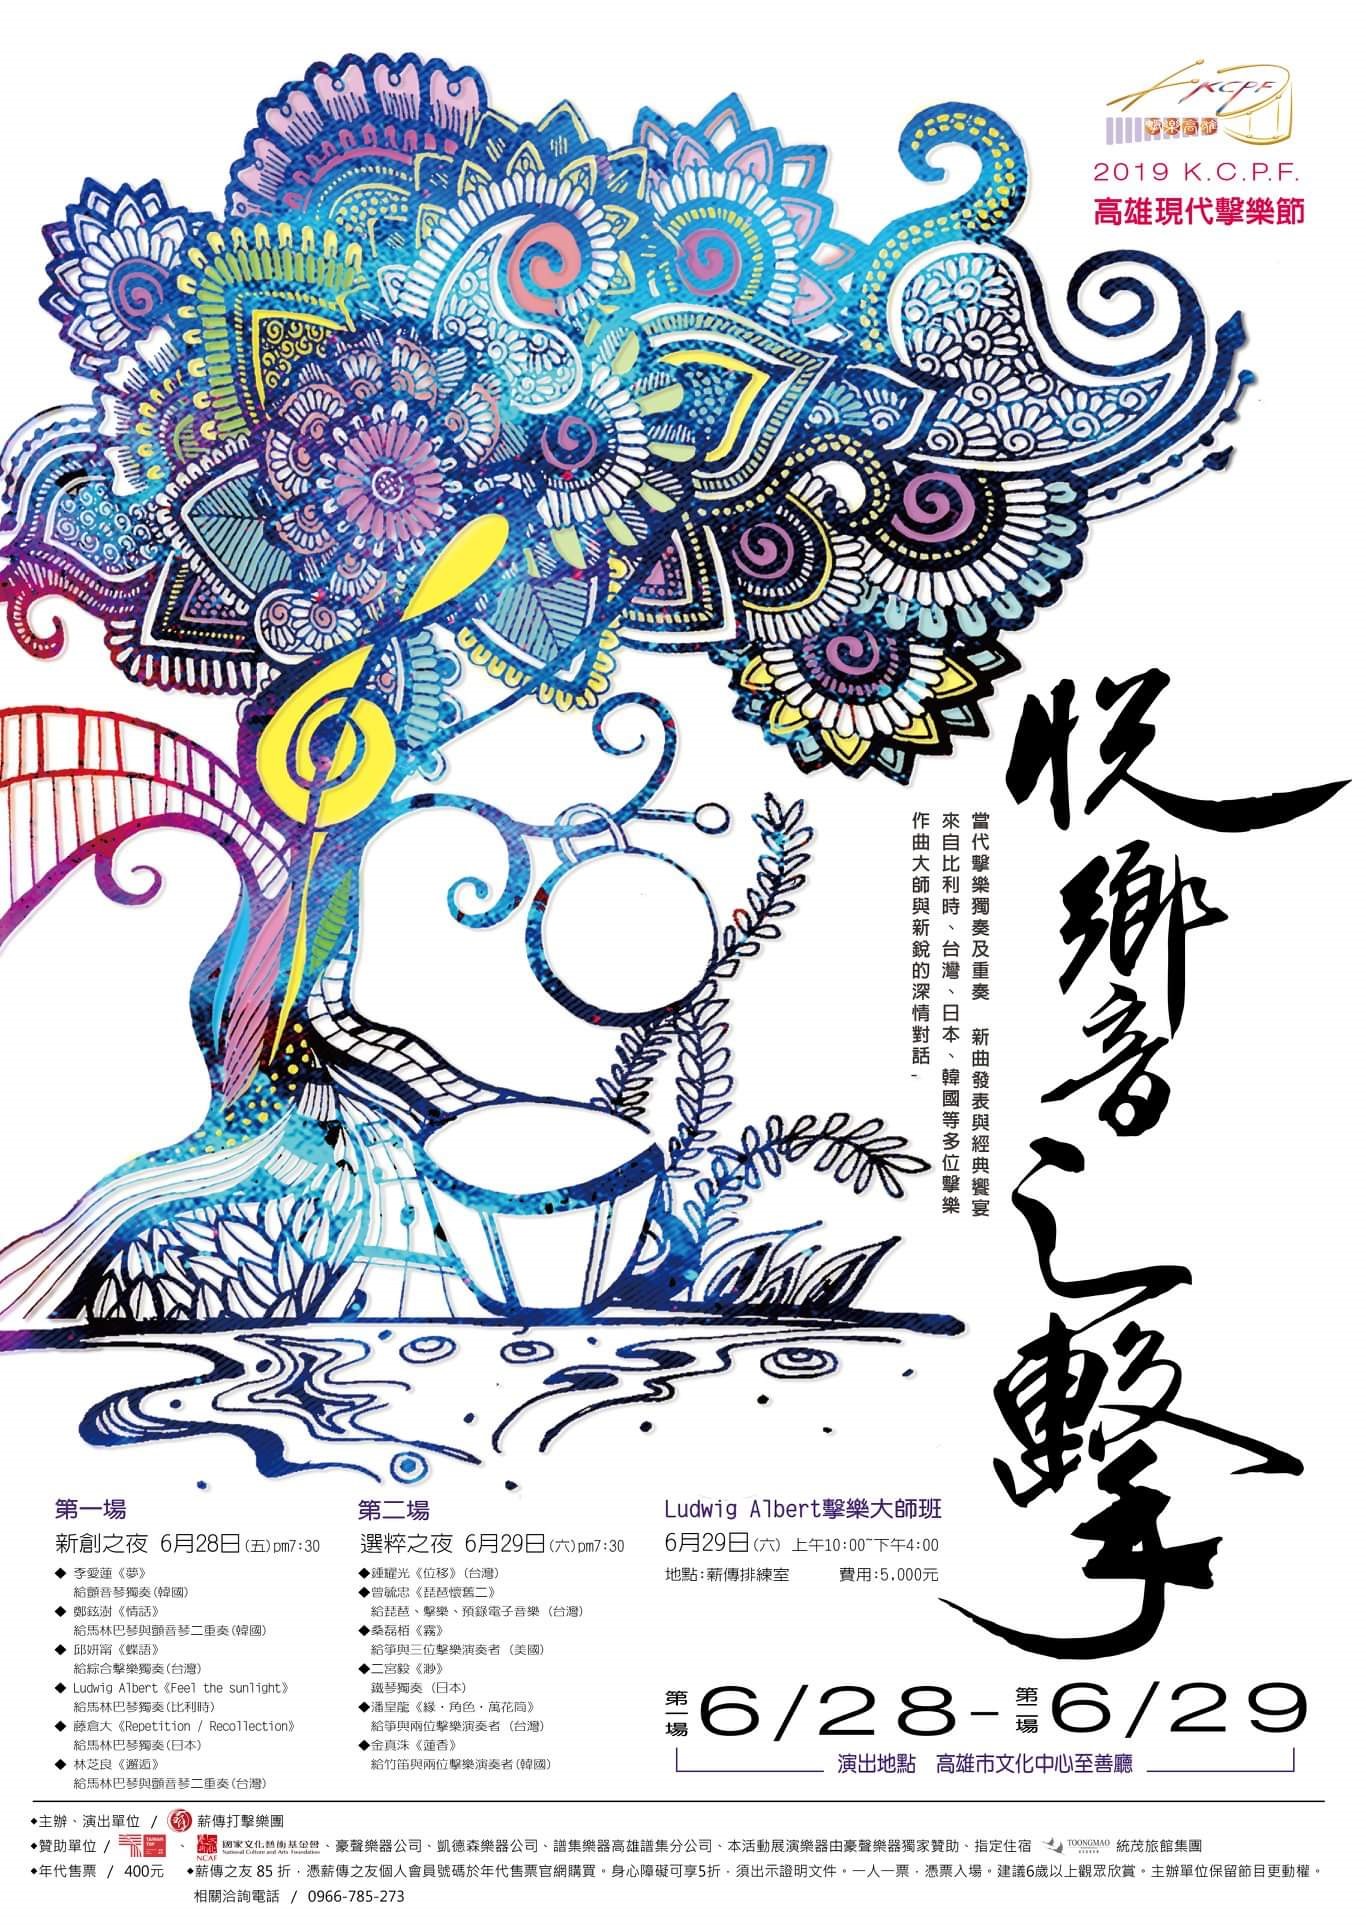 KCPF
擊樂高雄
2019 K.C.P.F.
高雄現代擊樂節
悅響音之擊
當代擊樂獨奏及重奏 新曲發表與經典饗宴
來自比利時、台灣、日本、韓國等多位擊樂
作曲大師與新銳的深情對話-
第一場
新創之夜 6月28日(五)pm7:30
◆ 李愛蓮《夢》
給顫音琴獨奏(韓國)
◆ 鄭鉉澍《情話》
給馬林巴琴與顫音琴二重奏(韓國)
◆ 邱妍甯《蝶語》
給綜合擊樂獨奏(台灣)
◆ Ludwig Albert《Feel the sunlight》
給馬林巴琴獨奏(比利時)
◆ 藤倉大《Repetition / Recollection》
給馬林巴琴獨奏(日本)
◆ 林芝良《邂逅》
給馬林巴琴與顫音琴二重奏(台灣)
第二場
選粹之夜 6月29日(六)pm7:30
◆鍾耀光《位移》(台灣)
◆曾毓忠《琵琶懷舊二》
給琵琶、擊樂、預錄電子音樂 (台灣)
◆桑磊栢《霧》
給箏與三位擊樂演奏者 (美國)
◆二宮毅《渺》
鐵琴獨奏 (日本)
◆潘皇龍《緣‧角色‧萬花筒》
給箏與兩位擊樂演奏者 (台灣)
◆金真洙《蓮香》
給竹笛與兩位擊樂演奏者(韓國)
Ludwig Albert擊樂大師班
6月29日(六) 上午10:00~下午4:00
地點:薪傳排練室 費用:5,000元
第一場 6/28-第二場 6/29
演出地點 高雄市文化中心至善廳
◆主辦、演出單位 / 薪傳打擊樂團
◆贊助單位 / TAIWAN TOP、NCAF 國家文化藝術基金會 National Culture and Arts Foundation、豪聲樂器公司、凱德森樂器公司、譜集樂器高雄譜集分公司、本活動展演樂器由豪聲樂器獨家贊助、指定住宿 TOONGMAO 統茂旅館集團
◆年代售票 / 400元 ◆薪傳之友 85 折，憑薪傳之友個人會員號碼於年代售票官網購買。身心障礙可享5折，須出示證明文件。一人一票，憑票入場。建議6歲以上觀眾欣賞。主辦單位保留節目更動權。
相關洽詢電話 / 0966-785-273